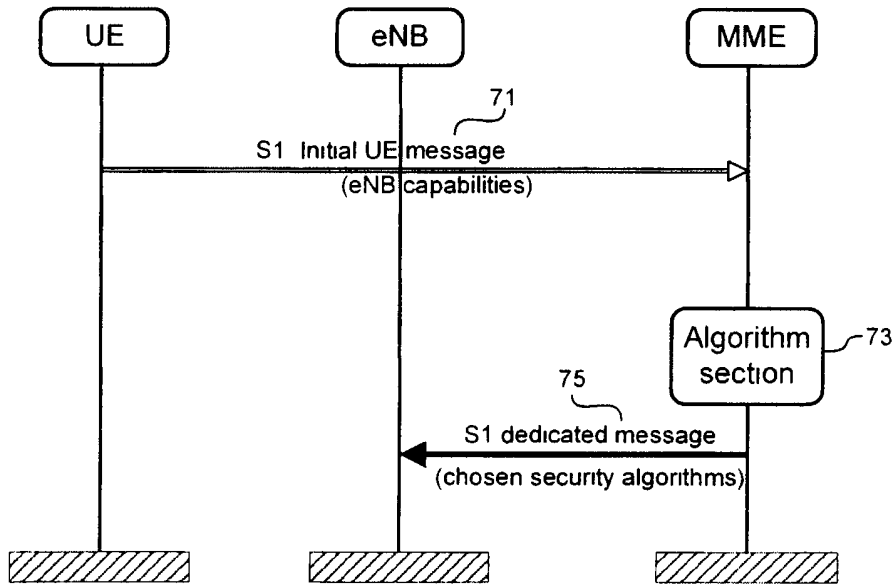 UE
eNB
MME
71
S1 Initial UE message
(eNB capabilities)
Algorithm
section
73
75
S1 dedicated message
(chosen security algorithms)